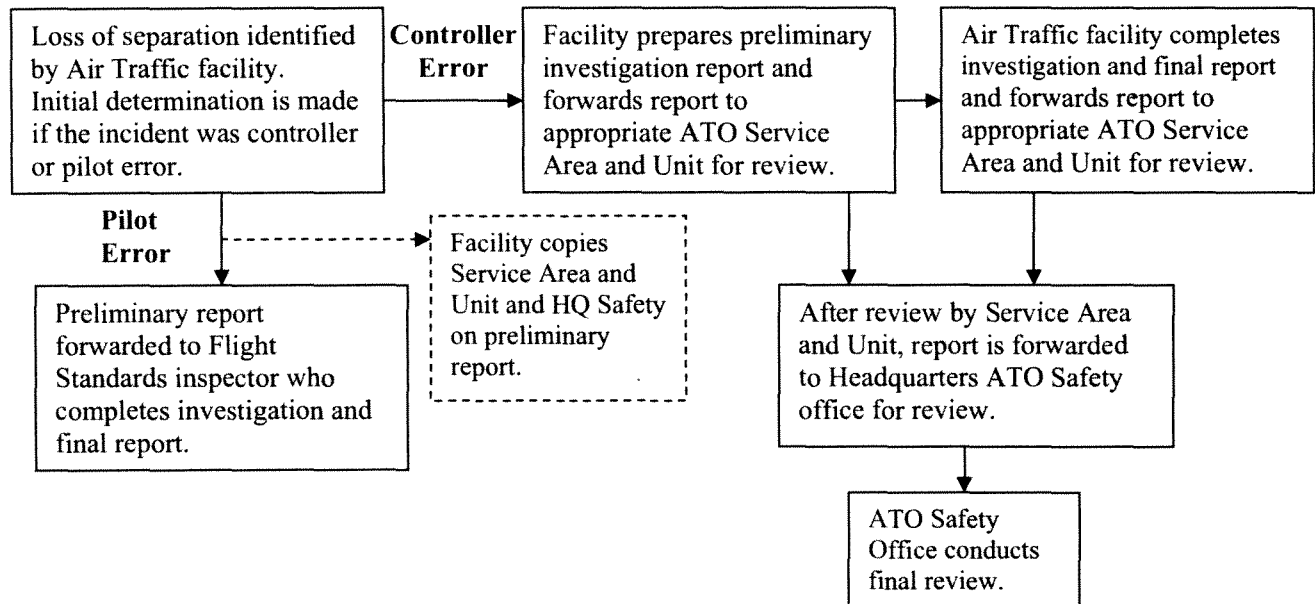 Loss of separation identified
by Air Traffic facility.
Initial determination is made
if the incident was controller
or pilot error.
Controller
Error
Facility prepares preliminary
investigation report and
forwards report to
appropriate ATO Service
Area and Unit for review.
Air Traffic facility completes
investigation and final report
and forwards report to
appropriate ATO Service
Area and Unit for review.
Pilot
Error
Facility copies
Service Area and
Unit and HQ Safety
on preliminary
report.
Preliminary report
forwarded to Flight
Standards inspector who
completes investigation and
final report.
After review by Service Area
and Unit, report is forwarded
to Headquarters ATO Safety
office for review.
ATO Safety
Office conducts
final review.